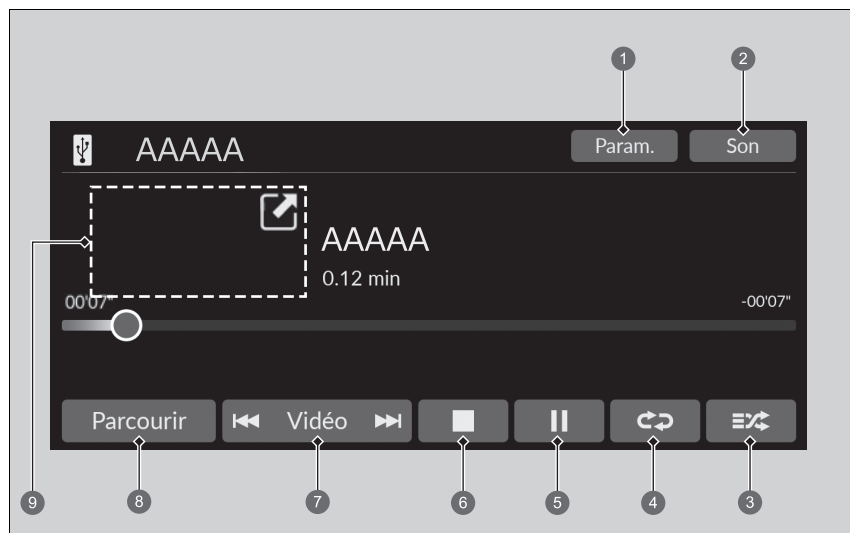 1 2
AAAAA Param. Son
AAAAA
9
0.12 min
00'07" -00'07"
Parcourir Vidéo
9 8 7 6 5 4 3